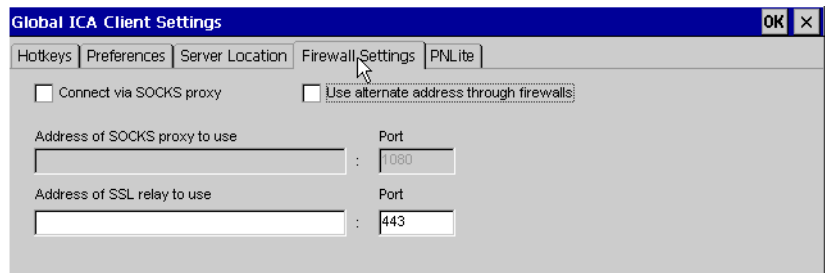 Global ICA Client Settings OK ×
Hotkeys Preferences Server Location Firewall Settings PNLite
Connect via SOCKS proxy Use alternate address through firewalls
Address of SOCKS proxy to use Port
: 1080
Address of SSL relay to use Port
: 443